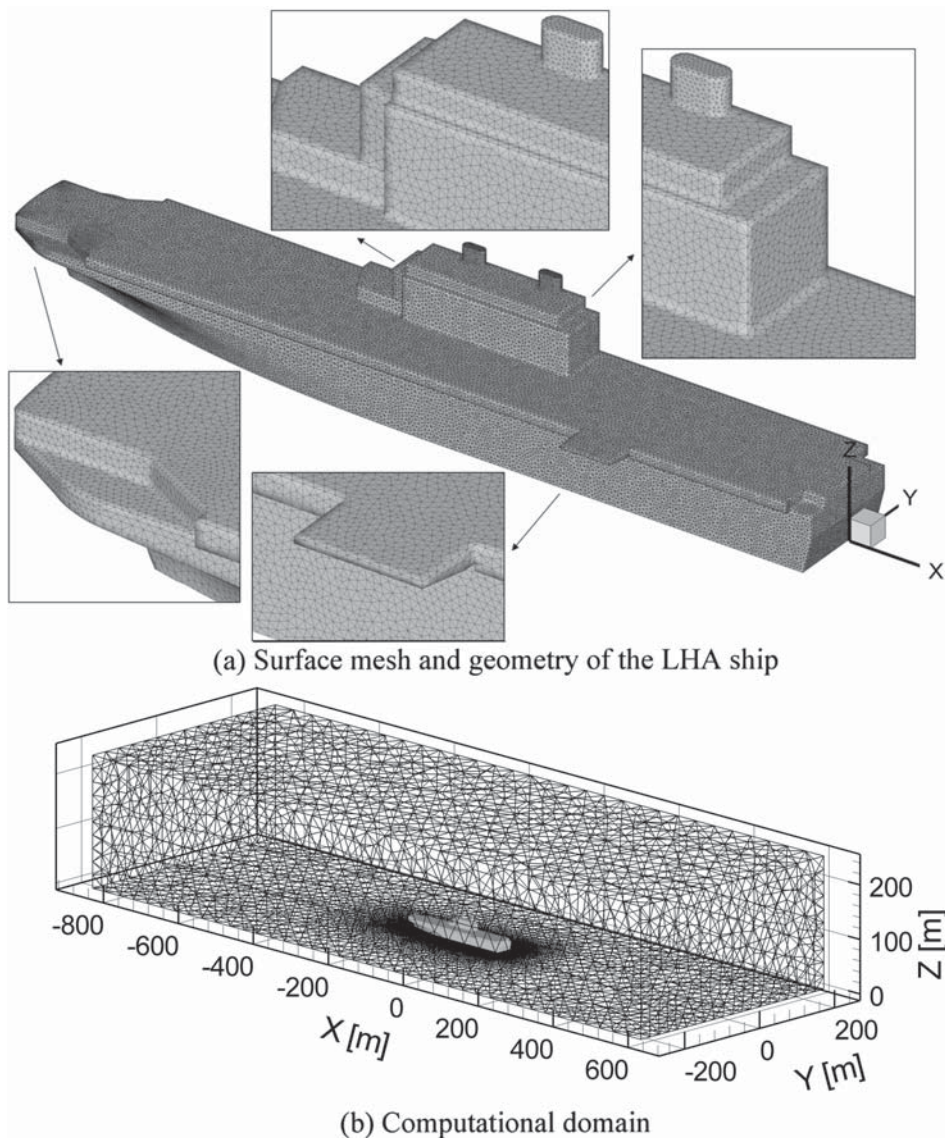 Z
Y
X
(a) Surface mesh and geometry of the LHA ship
200
100
0
Z [m]
-800
-600
-400
-200
0
200
400
600
X [m]
-200
0
200
Y [m]
(b) Computational domain